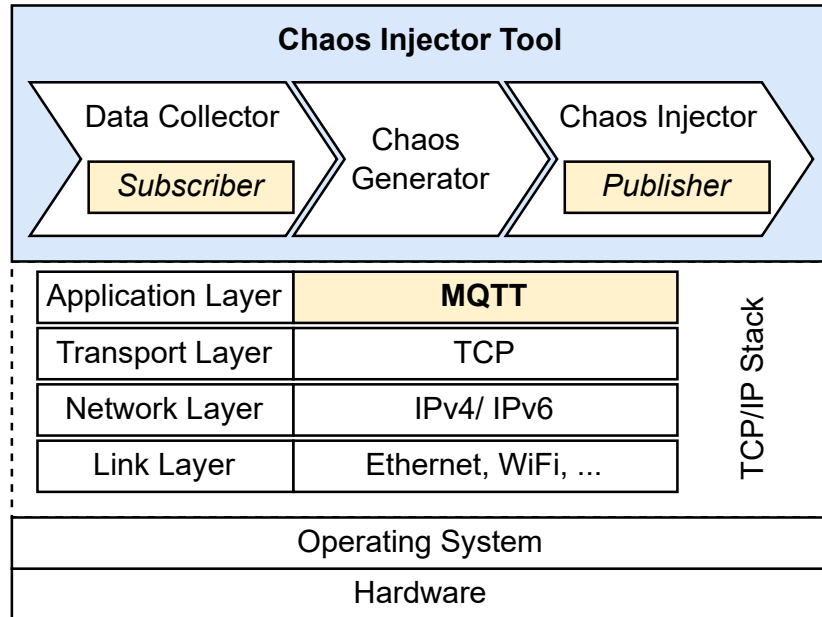 Chaos Injector Tool
Data Collector
Subscriber
Chaos
Generator
Chaos Injector
Publisher
Application Layer
MQTT
Transport Layer
TCP
Network Layer
IPv4/ IPv6
Link Layer
Ethernet, WiFi, ...
TCP/IP Stack
Operating System
Hardware